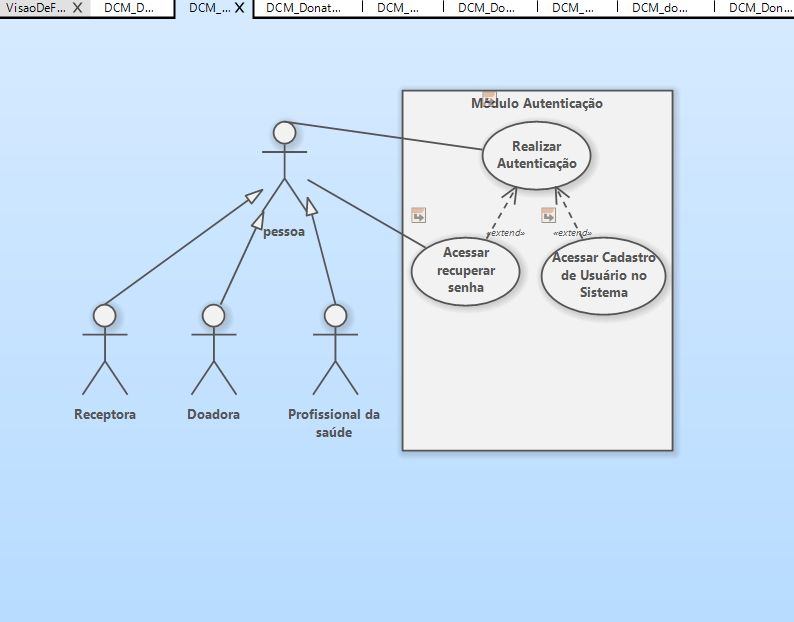 VisaoDeF... X DCM_D... DCM_... X DCM_Donat... DCM_... DCM_Do... DCM_... DCM_do... DCM_Don...
Módulo Autenticação
Realizar
Autenticação
pessoa
«extend» «extend»
Acessar
recuperar
senha
Acessar Cadastro
de Usuário no
Sistema
Receptora
Doadora
Profissional da
saúde